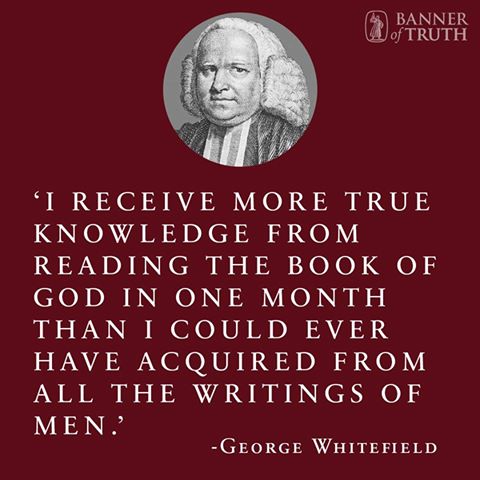 BANNER
of TRUTH
‘I RECEIVE MORE TRUE
KNOWLEDGE FROM
READING THE BOOK OF
GOD IN ONE MONTH
THAN I COULD EVER
HAVE ACQUIRED FROM
ALL THE WRITINGS OF
MEN.’
-GEORGE WHITEFIELD